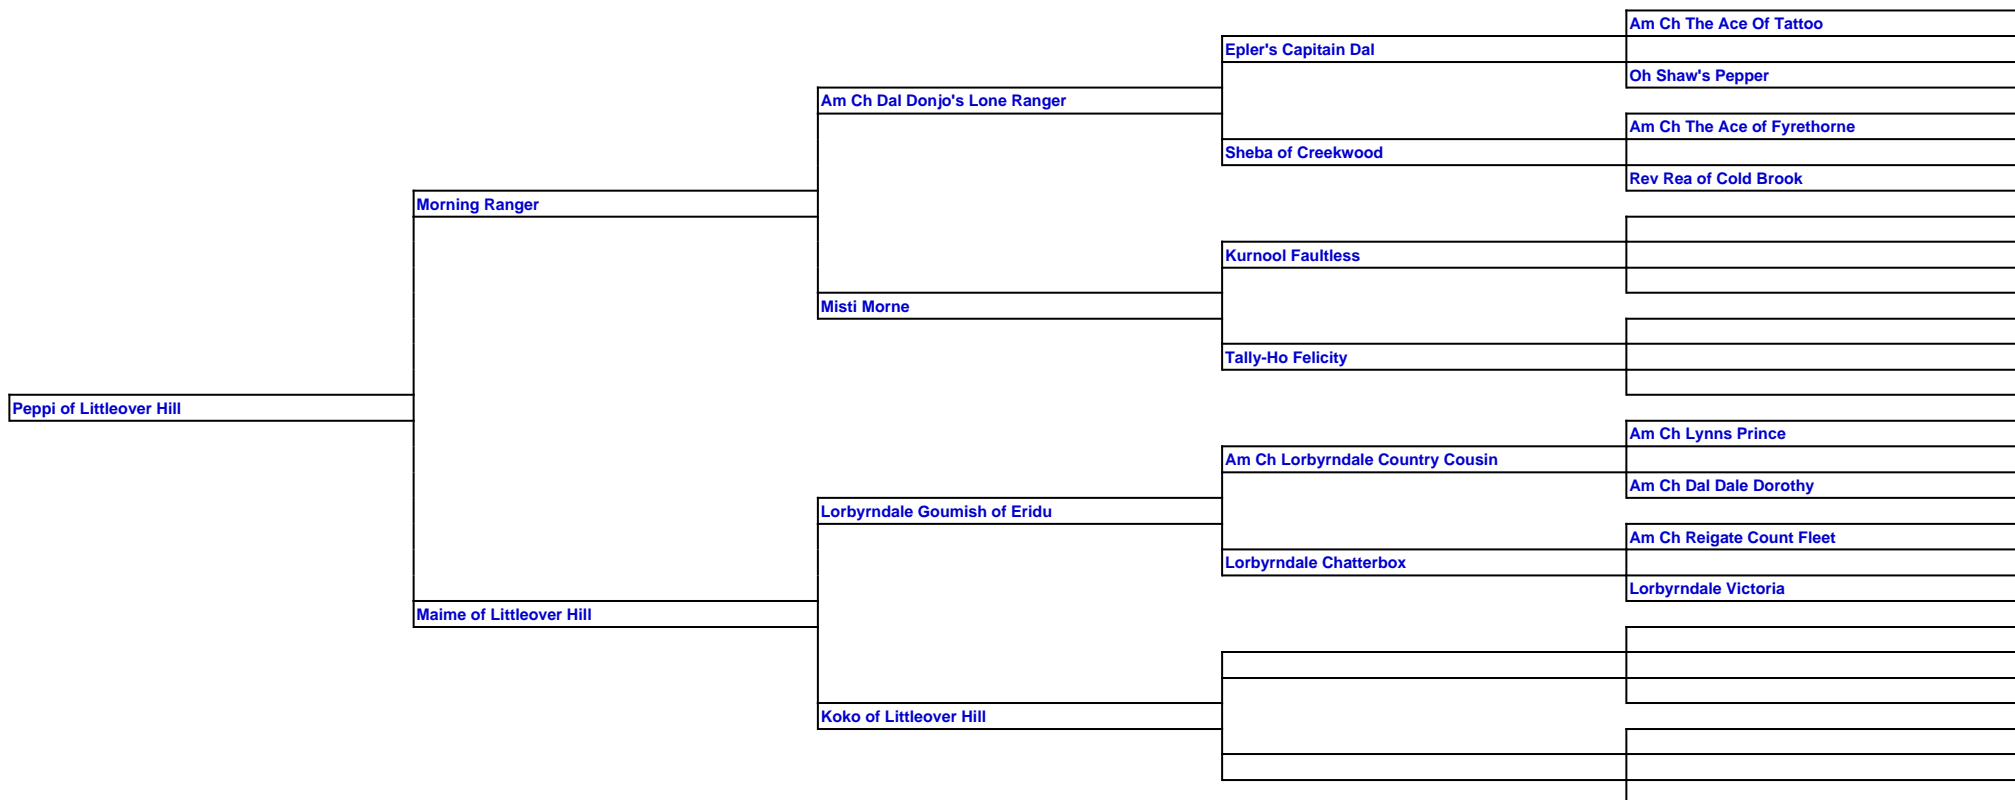 Am Ch The Ace Of Tattoo
Epler's Capitain Dal
Oh Shaw's Pepper
Am Ch Dal Donjo's Lone Ranger
Am Ch The Ace of Fyrethorne
Sheba of Creekwood
Rev Rea of Cold Brook
Morning Ranger
Kurnool Faultless
Misti Morne
Tally-Ho Felicity
Peppi of Littleover Hill
Am Ch Lynns Prince
Am Ch Lorbyrndale Country Cousin
Am Ch Dal Dale Dorothy
Lorbyrndale Goumish of Eridu
Am Ch Reigate Count Fleet
Lorbyrndale Chatterbox
Lorbyrndale Victoria
Maime of Littleover Hill
Koko of Littleover Hill